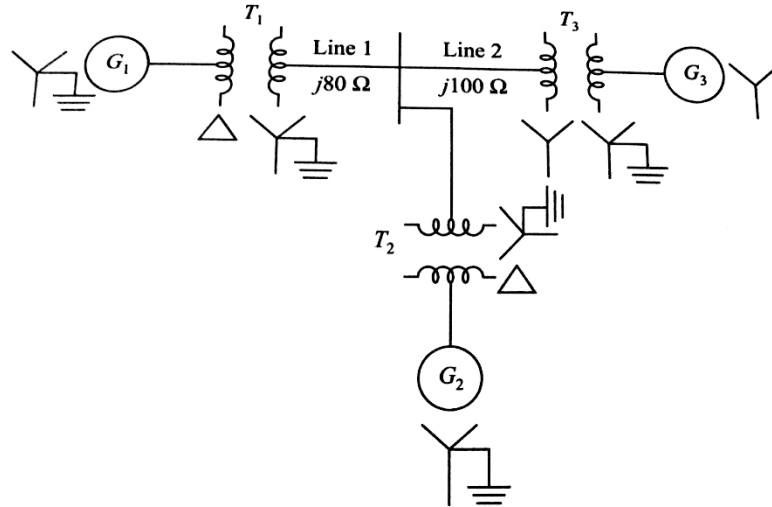 T₁
T₃
G₁
Line 1
Line 2
G₃
j80 Ω
j100 Ω
T₂
G₂